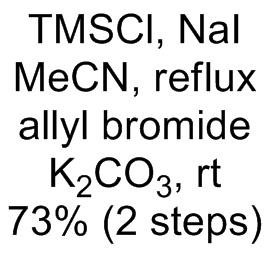 TMSCl, NaI
MeCN, reflux
allyl bromide
K₂CO₃, rt
73% (2 steps)